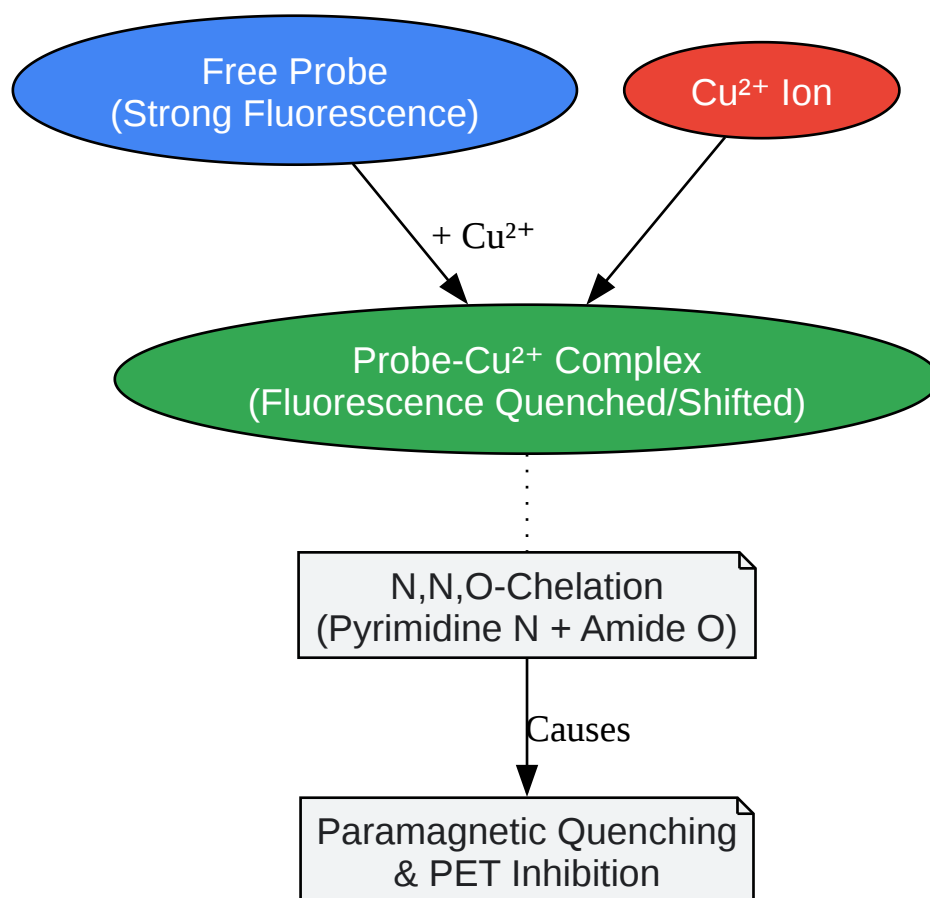 Free Probe
(Strong Fluorescence)
Cu²⁺ Ion
+ Cu²⁺
Probe-Cu²⁺ Complex
(Fluorescence Quenched/Shifted)
N,N,O-Chelation
(Pyrimidine N + Amide O)
Causes
Paramagnetic Quenching
& PET Inhibition